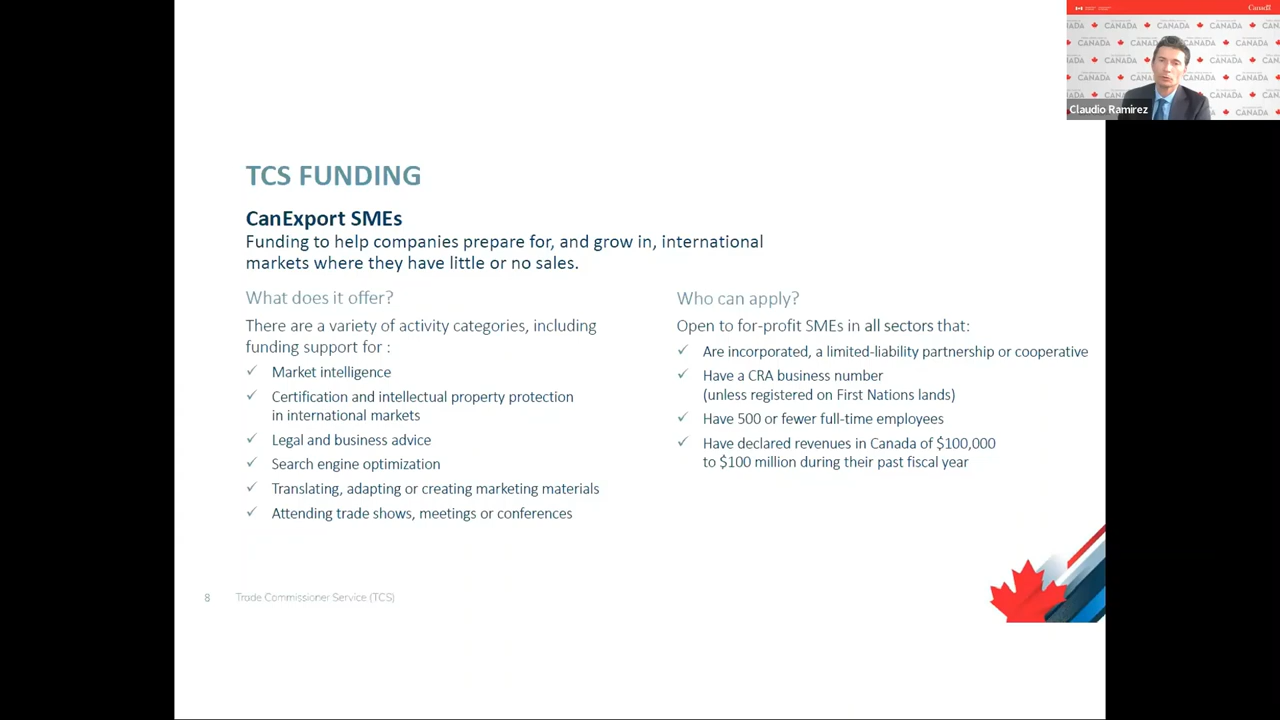 TCS FUNDING
CanExport SMEs
Funding to help companies prepare for, and grow in, international
markets where they have little or no sales.
What does it offer?
There are a variety of activity categories, including
funding support for :
Market intelligence
Certification and intellectual property protection
in international markets
Legal and business advice
Search engine optimization
Translating, adapting or creating marketing materials
Attending trade shows, meetings or conferences
Who can apply?
Open to for-profit SMEs in all sectors that:
Are incorporated, a limited-liability partnership or cooperative
Have a CRA business number
(unless registered on First Nations lands)
Have 500 or fewer full-time employees
Have declared revenues in Canada of $100,000
to $100 million during their past fiscal year
8 Trade Commissioner Service (TCS)
Canada
CANADA
CANADA
CANADA
CANADA
CANADA
Claudio Ramirez